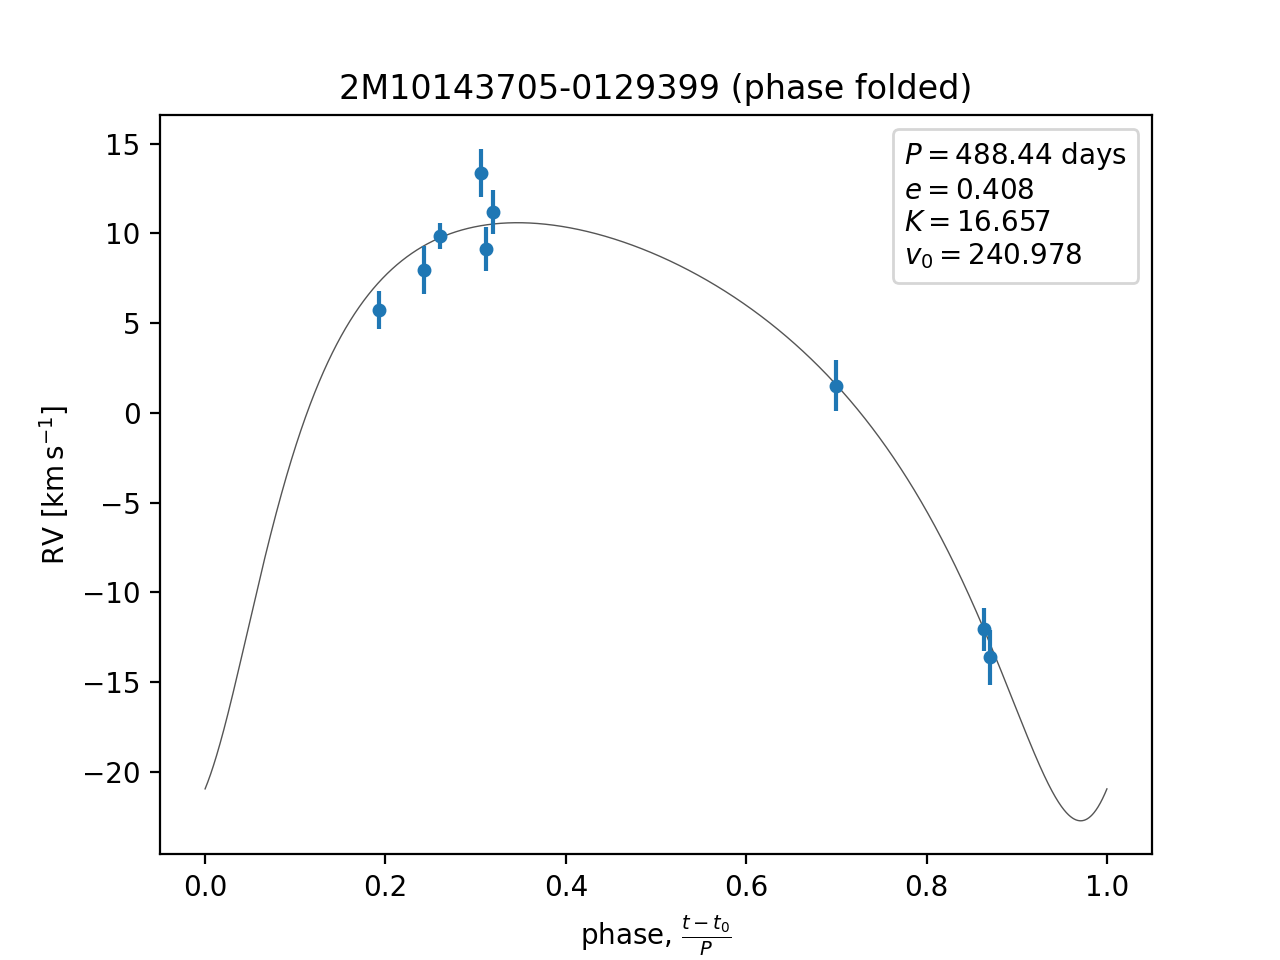 2M10143705-0129399 (phase folded)
P = 488.44 days
e = 0.408
K = 16.657
v₀ = 240.978
RV [km s⁻¹]
15
10
5
0
−5
−10
−15
−20
0.0 0.2 0.4 0.6 0.8 1.0
phase, (t − t₀)/P